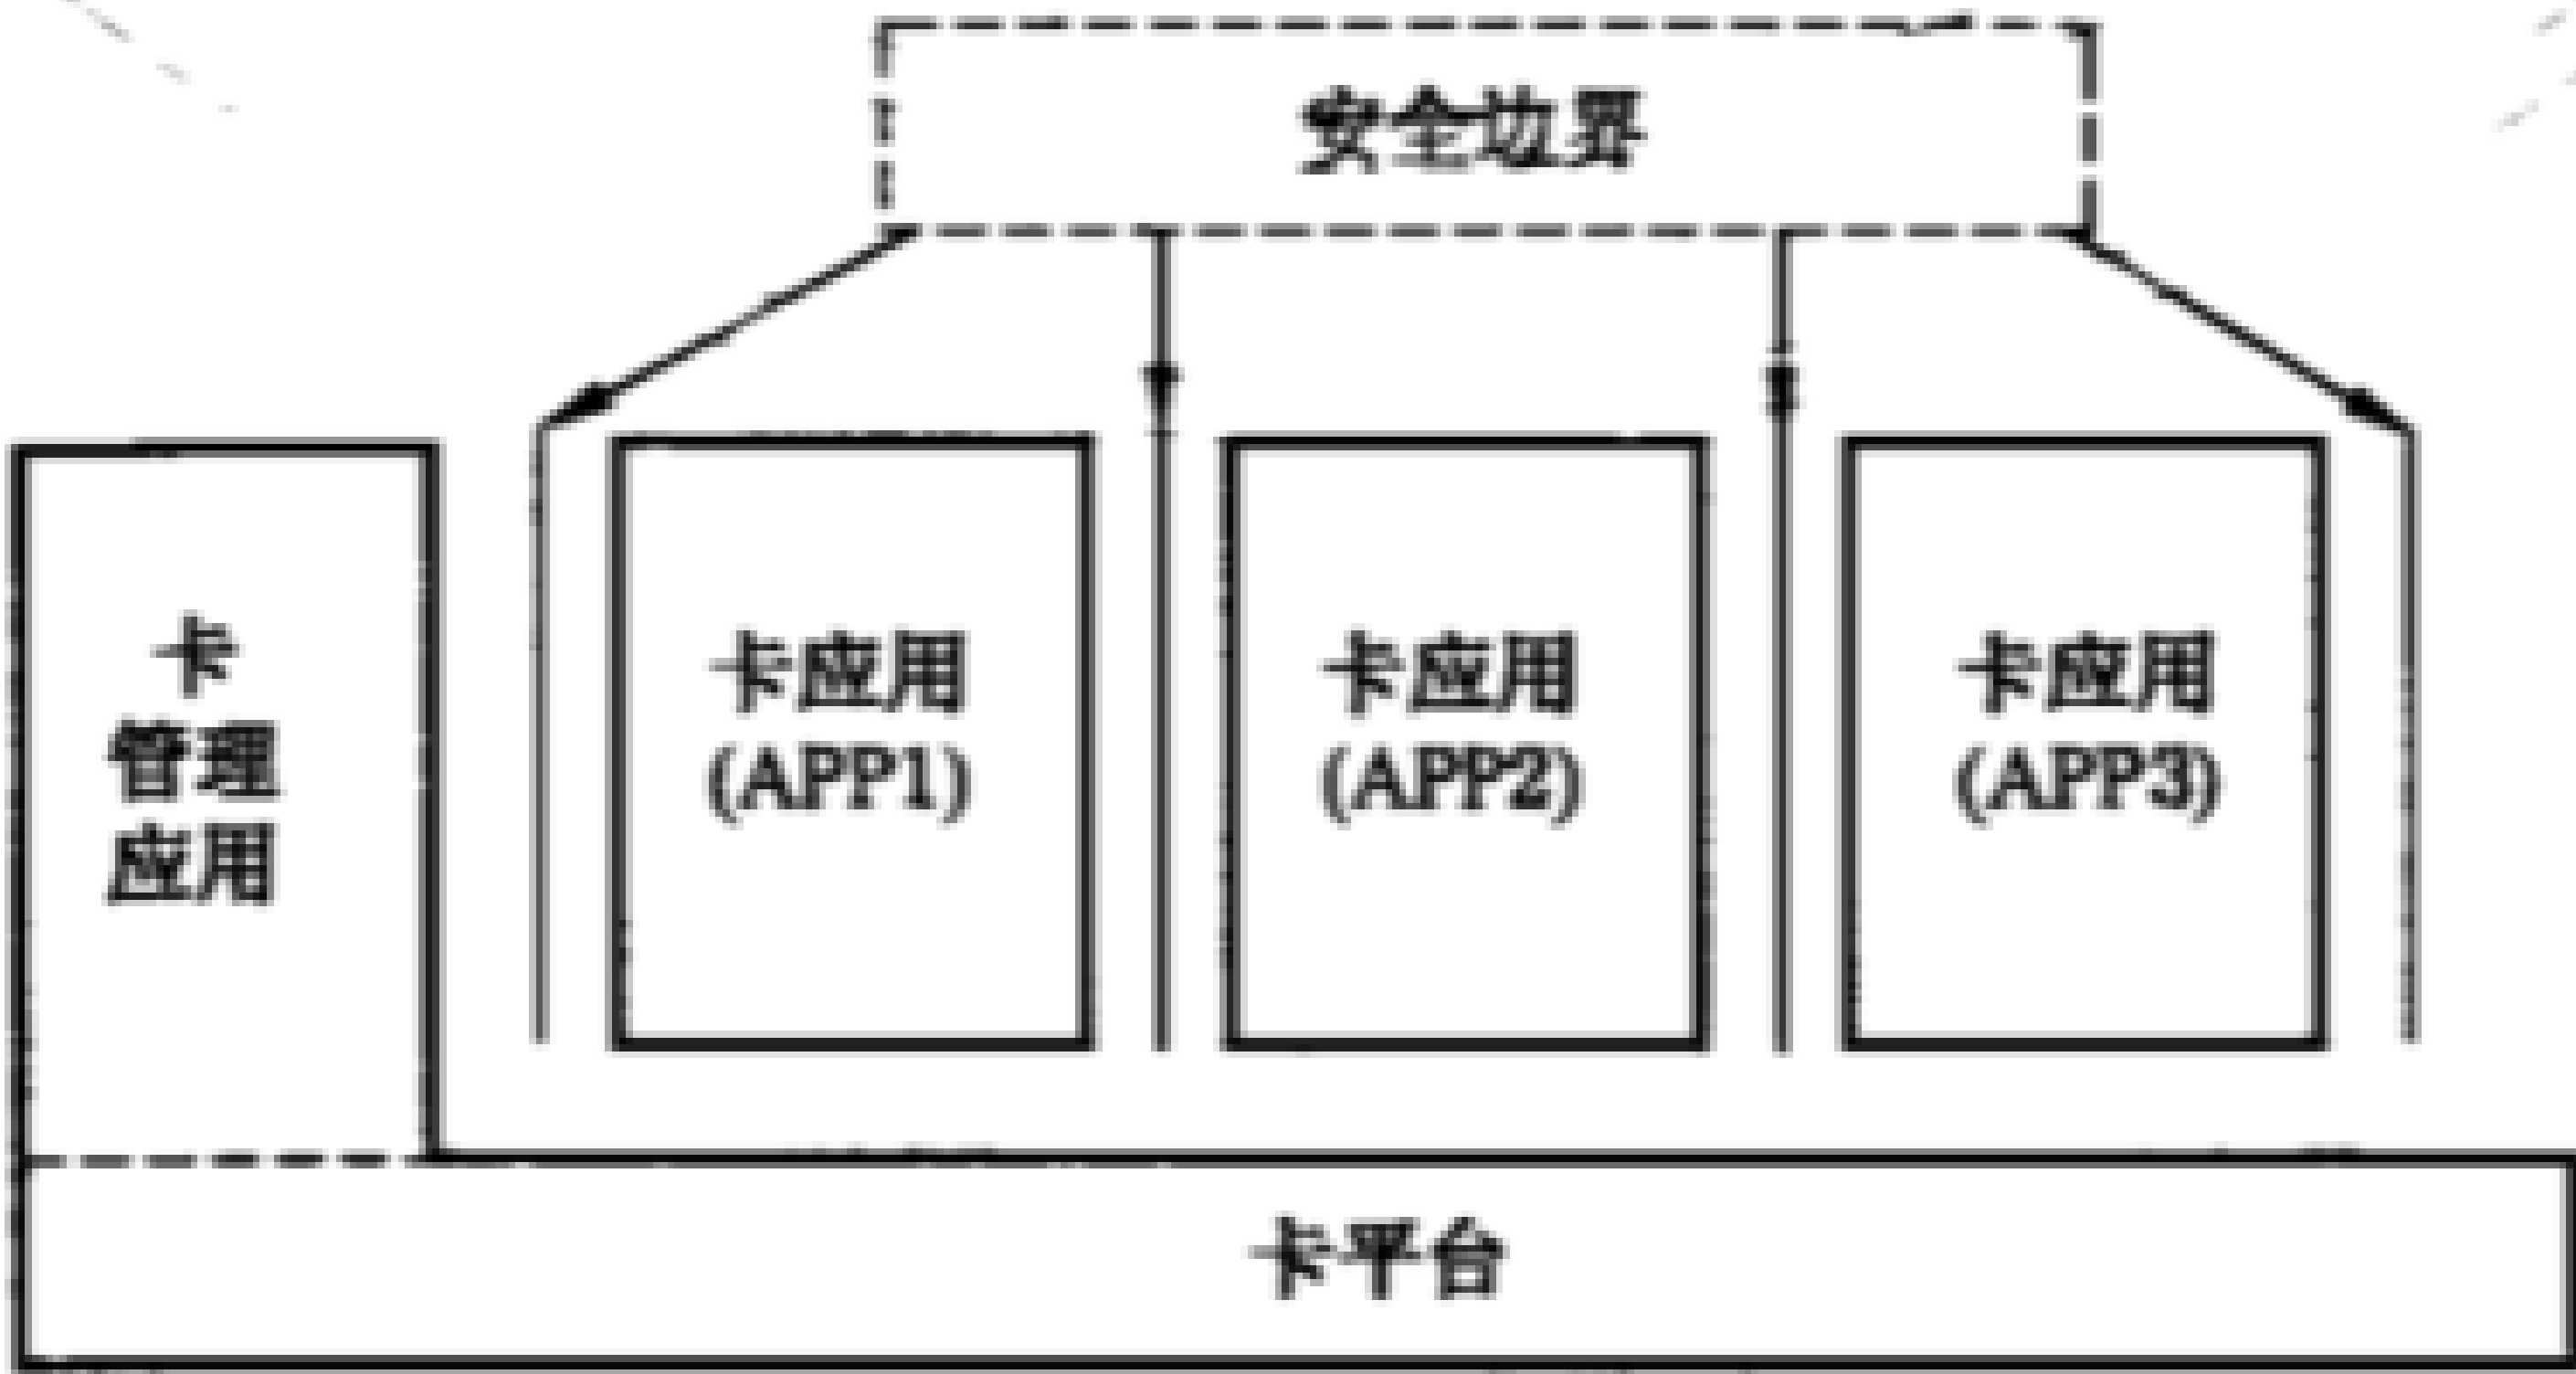 安全边界
卡
管理
应用
卡应用
(APP1)
卡应用
(APP2)
卡应用
(APP3)
卡平台